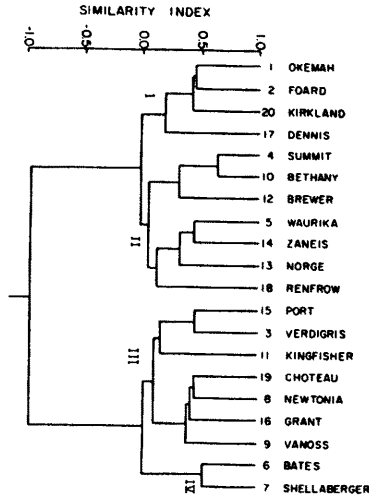 SIMILARITY INDEX
-1.0 -0.5 0.0 0.5 1.0
1 OKEMAH
2 FOARD
20 KIRKLAND
17 DENNIS
4 SUMMIT
10 BETHANY
12 BREWER
5 WAURIKA
14 ZANEIS
13 NORGE
18 RENFROW
15 PORT
3 VERDIGRIS
11 KINGFISHER
19 CHOTEAU
8 NEWTONIA
16 GRANT
9 VANOSS
6 BATES
7 SHELLABERGER
I
II
III
IV